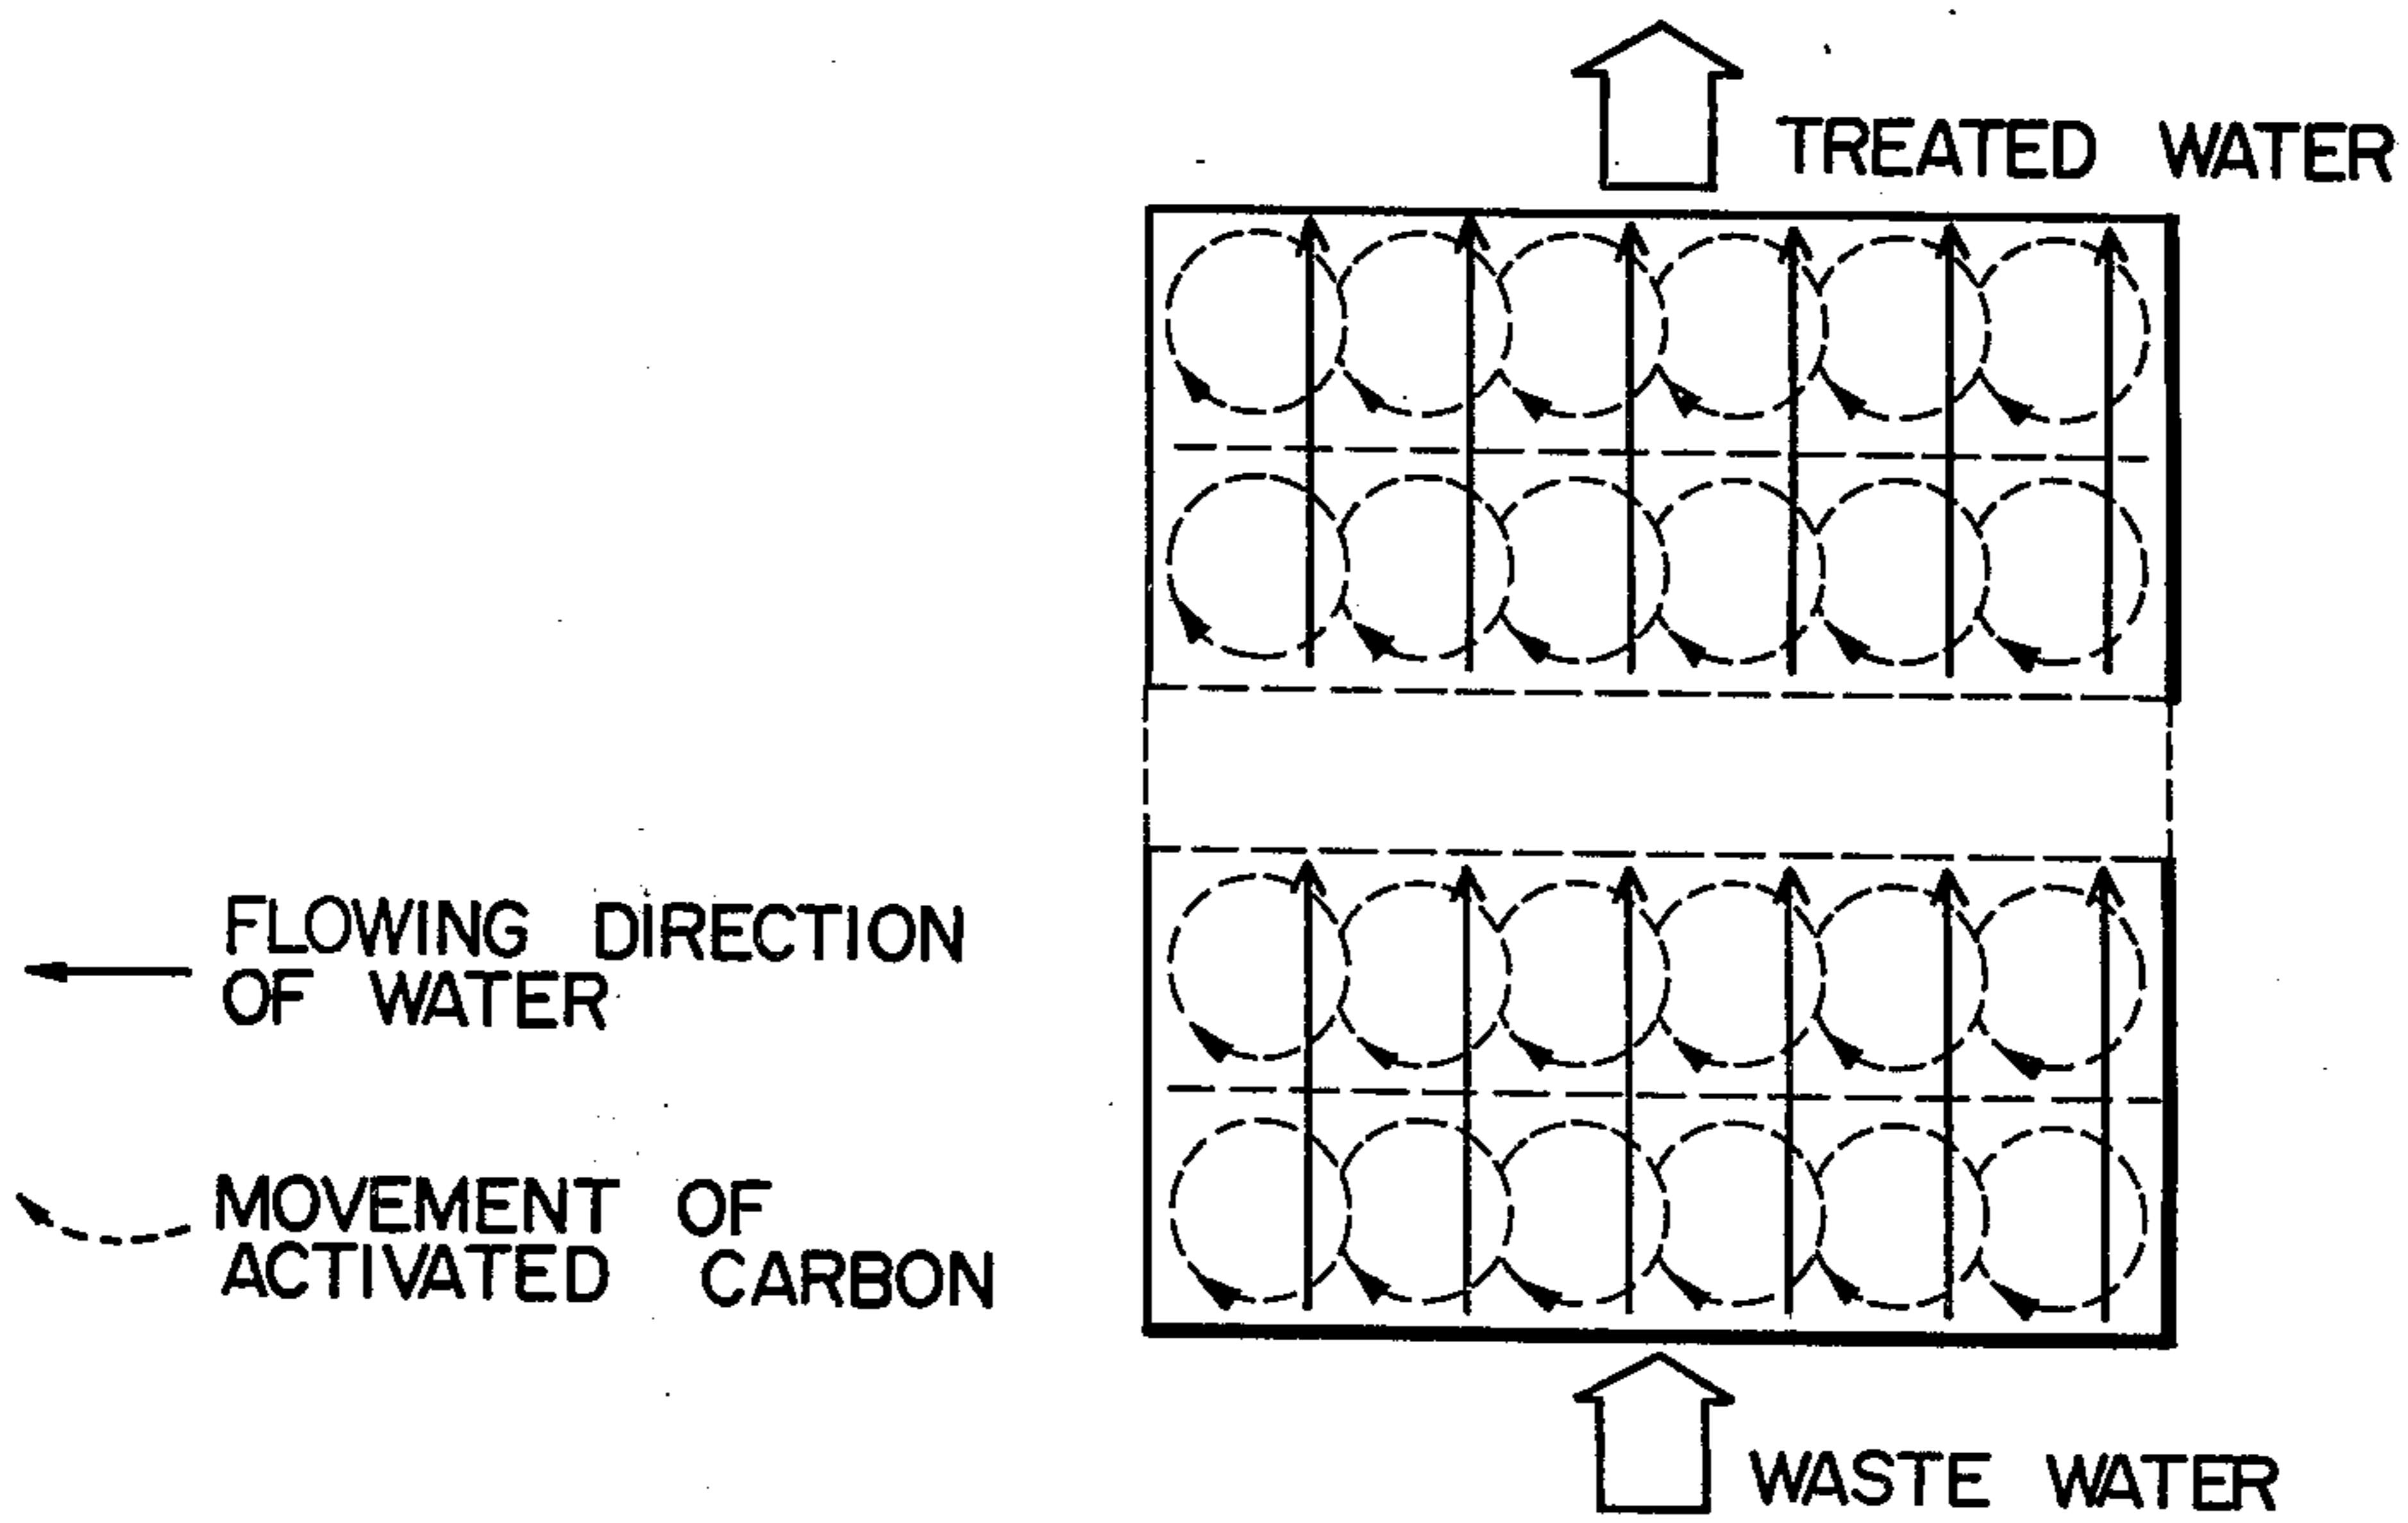 TREATED WATER
FLOWING DIRECTION
OF WATER
MOVEMENT OF
ACTIVATED CARBON
WASTE WATER